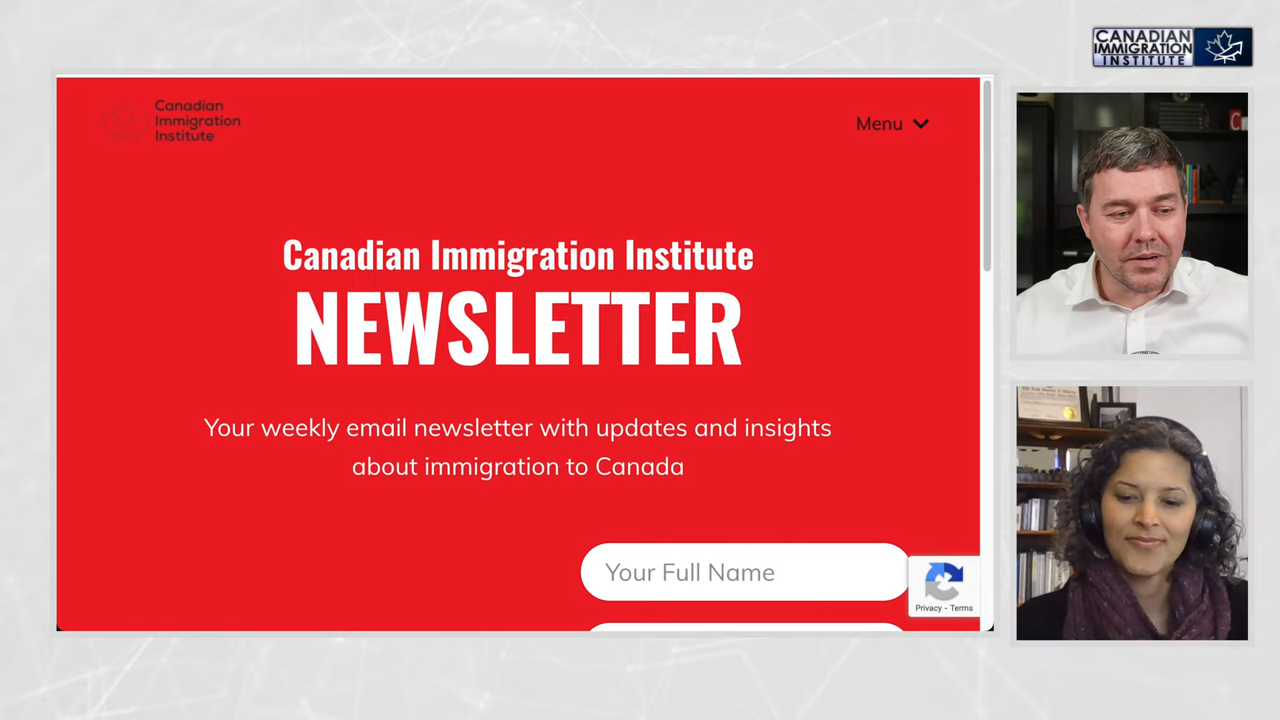 CANADIAN
IMMIGRATION
INSTITUTE
Canadian
Immigration
Institute
Menu
Canadian Immigration Institute
NEWSLETTER
Your weekly email newsletter with updates and insights
about immigration to Canada
Your Full Name
Privacy - Terms